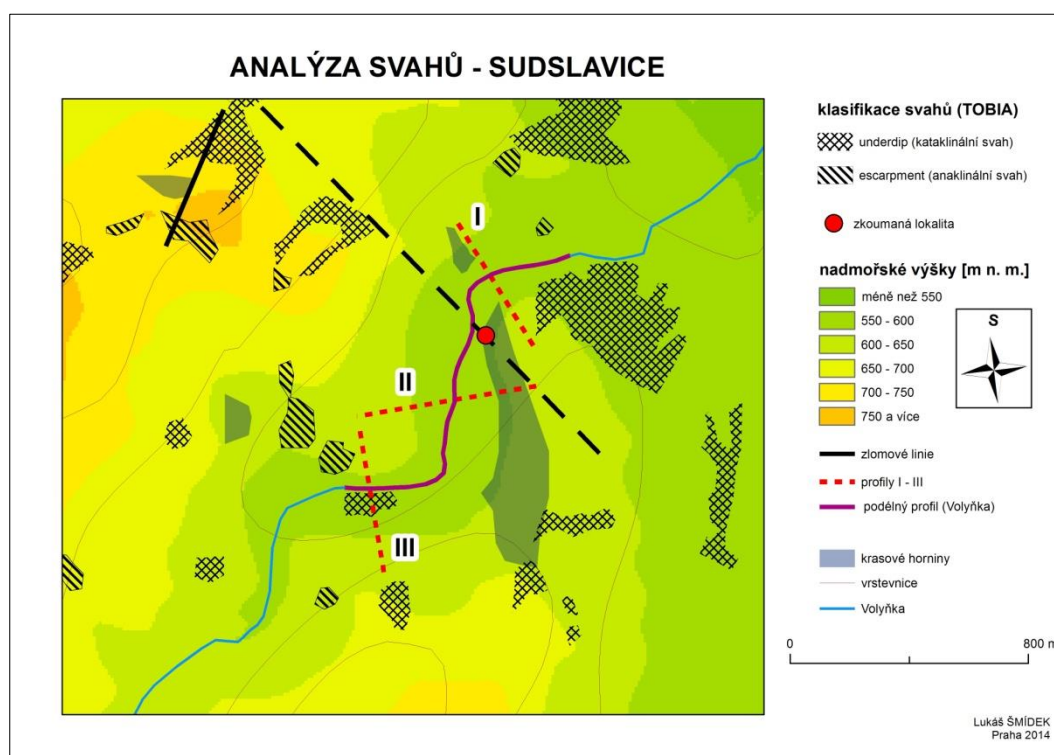 ANALÝZA SVAHŮ - SUDSLAVICE
I
II
III
klasifikace svahů (TOBIA)
underdip (kataklinální svah)
escarpment (anaklinální svah)
zkoumaná lokalita
nadmořské výšky [m n. m.]
méně než 550
550 - 600
600 - 650
650 - 700
700 - 750
750 a více
S
zlomové linie
profily I - III
podélný profil (Volyňka)
krasové horniny
vrstevnice
Volyňka
0 800 m
Lukáš ŠMÍDEK
Praha 2014